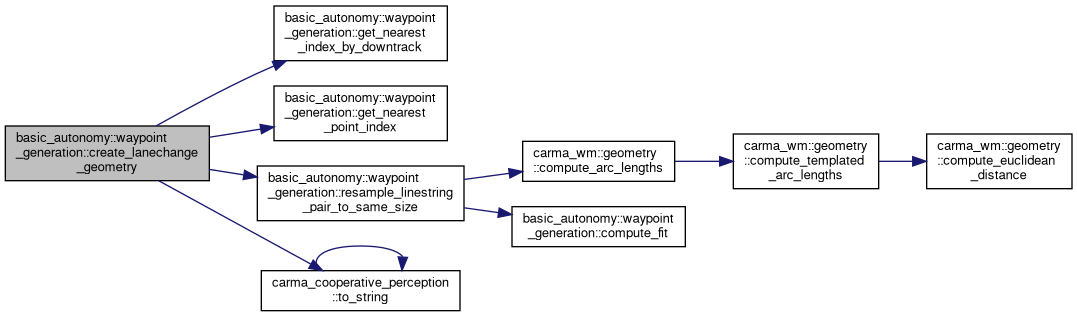 basic_autonomy::waypoint
_generation::create_lanechange
_geometry
basic_autonomy::waypoint
_generation::get_nearest
_index_by_downtrack
basic_autonomy::waypoint
_generation::get_nearest
_point_index
basic_autonomy::waypoint
_generation::resample_linestring
_pair_to_same_size
carma_cooperative_perception
::to_string
carma_wm::geometry
::compute_arc_lengths
basic_autonomy::waypoint
_generation::compute_fit
carma_wm::geometry
::compute_templated
_arc_lengths
carma_wm::geometry
::compute_euclidean
_distance